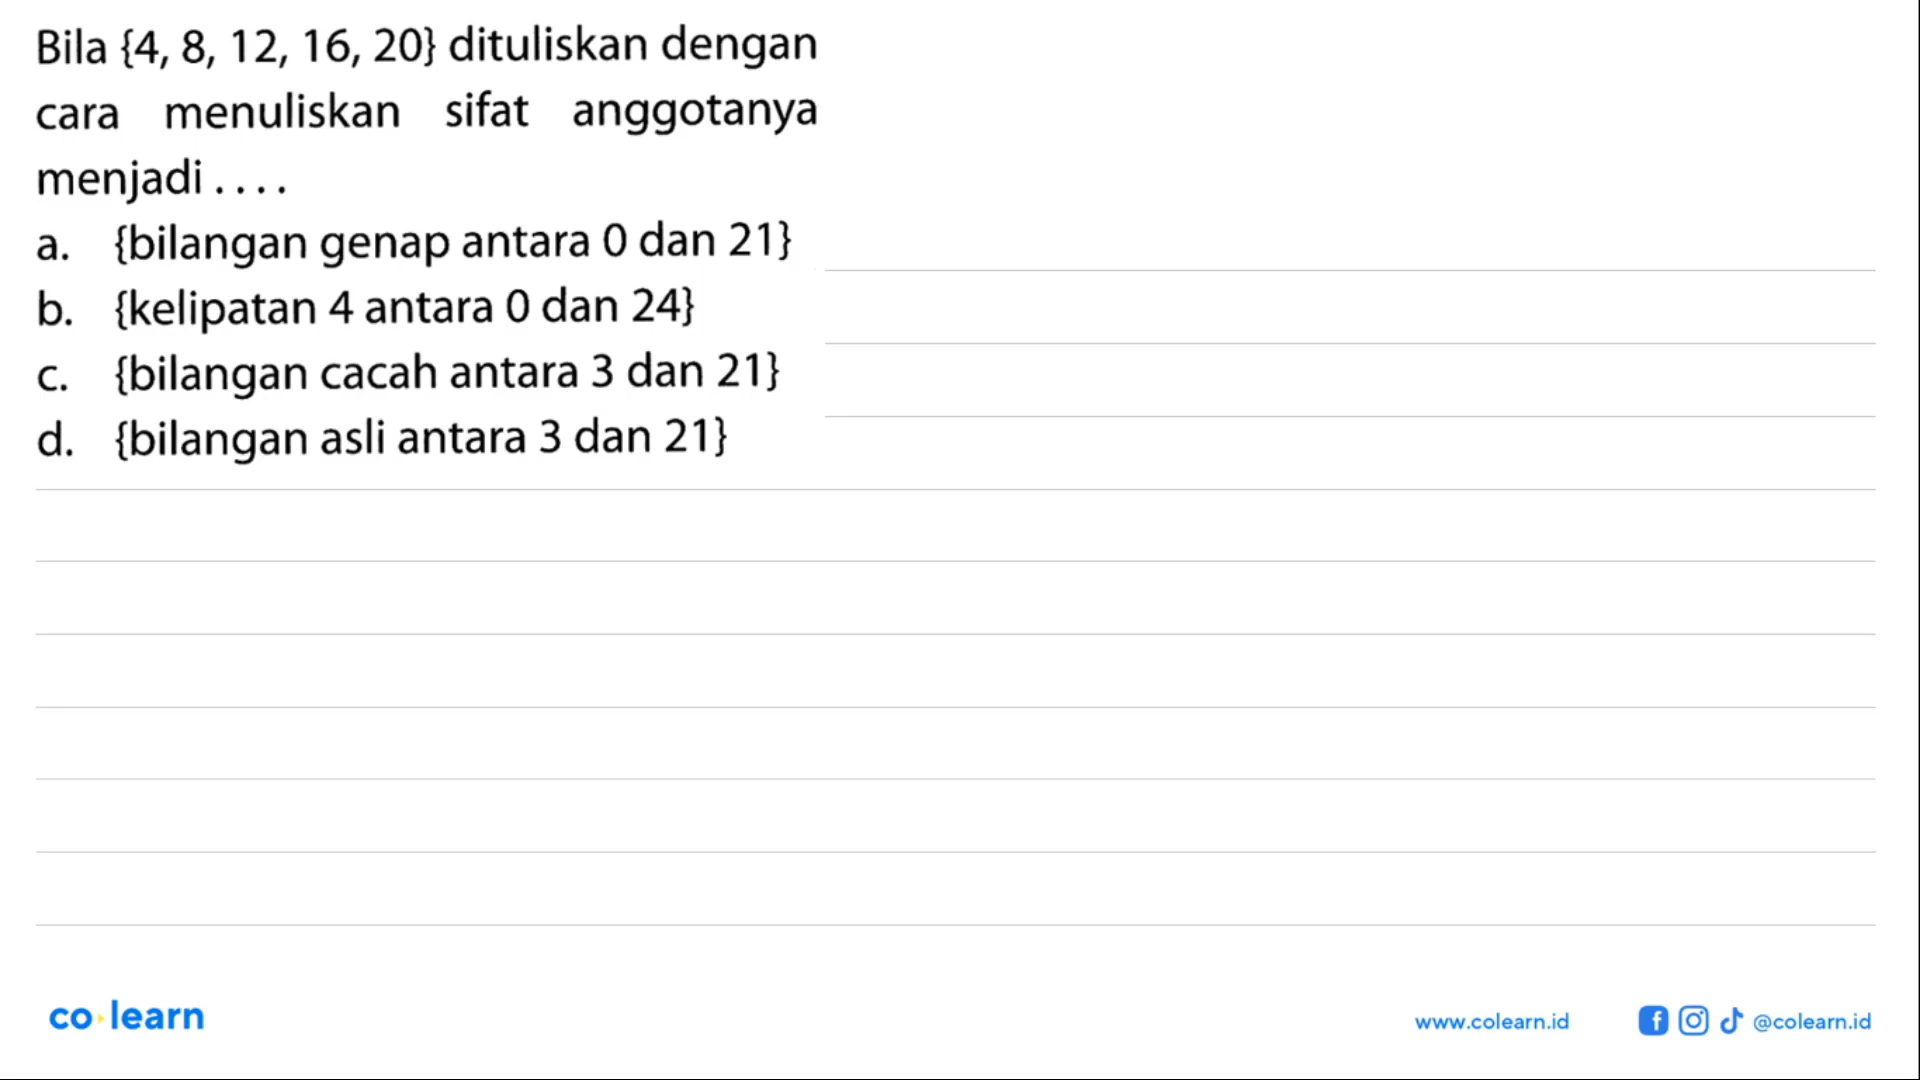 Bila {4, 8, 12, 16, 20} dituliskan dengan
cara menuliskan sifat anggotanya
menjadi . . . .
a. {bilangan genap antara 0 dan 21}
b. {kelipatan 4 antara 0 dan 24}
c. {bilangan cacah antara 3 dan 21}
d. {bilangan asli antara 3 dan 21}
co learn
www.colearn.id @colearn.id